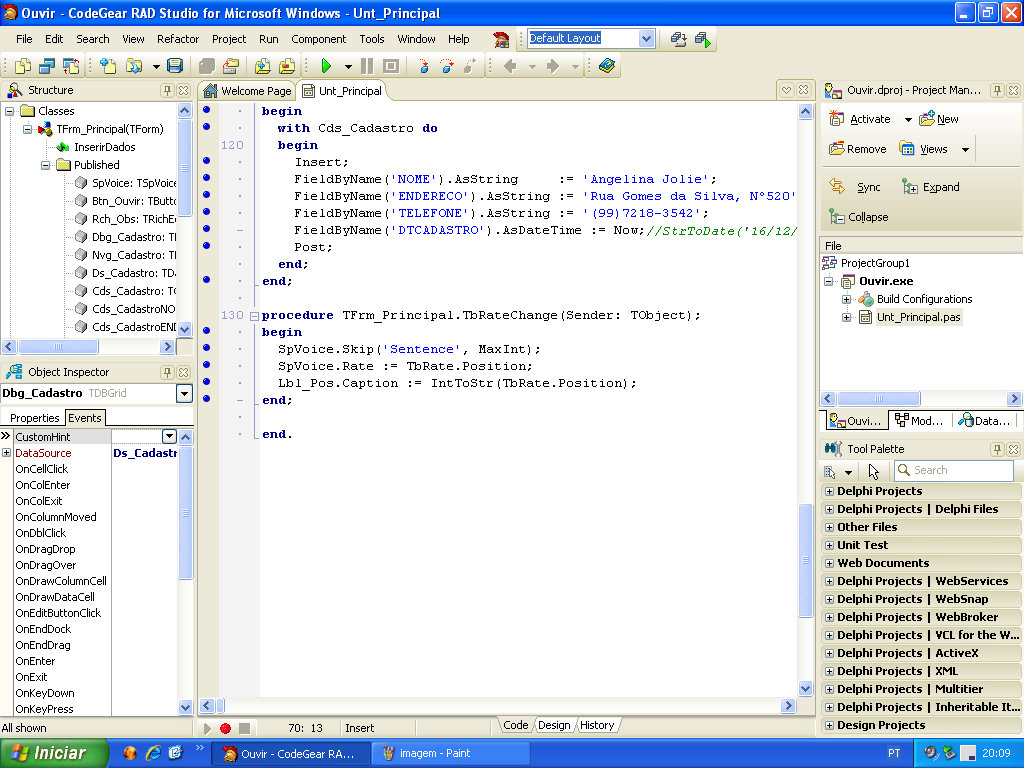 Ouvir - CodeGear RAD Studio for Microsoft Windows - Unt_Principal
File Edit Search View Refactor Project Run Component Tools Window Help
Default Layout
Structure
Classes
TFrm_Principal(TForm)
InserirDados
Published
SpVoice: TSpVoice
Btn_Ouvir: TButt
Rch_Obs: TRichE
Dbg_Cadastro: T
Nvg_Cadastro: T
Ds_Cadastro: TD
Cds_Cadastro: T
Cds_CadastroNO
Cds_CadastroEN
Object Inspector
Dbg_Cadastro TDBGrid
Properties Events
CustomHint
DataSource Ds_Cadastr
OnCellClick
OnColEnter
OnColExit
OnColumnMoved
OnDblClick
OnDragDrop
OnDragOver
OnDrawColumnCell
OnDrawDataCell
OnEditButtonClick
OnEndDock
OnEndDrag
OnEnter
OnExit
OnKeyDown
OnKeyPress
All shown
Welcome Page Unt_Principal
begin
with Cds_Cadastro do
120 begin
Insert;
FieldByName('NOME').AsString := 'Angelina Jolie';
FieldByName('ENDERECO').AsString := 'Rua Gomes da Silva, N°520'
FieldByName('TELEFONE').AsString := '(99)7218-3542';
FieldByName('DTCADASTRO').AsDateTime := Now;//StrToDate('16/12/
Post;
end;
end;
130 procedure TFrm_Principal.TbRateChange(Sender: TObject);
begin
SpVoice.Skip('Sentence', MaxInt);
SpVoice.Rate := TbRate.Position;
Lbl_Pos.Caption := IntToStr(TbRate.Position);
end;
end.
70: 13 Insert
Code Design History
Ouvir.dproj - Project Man...
Activate New
Remove Views
Sync Expand
Collapse
File
ProjectGroup1
Ouvir.exe
Build Configurations
Unt_Principal.pas
Ouvi... Mod... Data...
Tool Palette
Search
Delphi Projects
Delphi Projects | Delphi Files
Other Files
Unit Test
Web Documents
Delphi Projects | WebServices
Delphi Projects | WebSnap
Delphi Projects | WebBroker
Delphi Projects | VCL for the W...
Delphi Projects | ActiveX
Delphi Projects | XML
Delphi Projects | Multitier
Delphi Projects | Inheritable It...
Design Projects
Iniciar
Ouvir - CodeGear RA...
imagem - Paint
PT
20:09